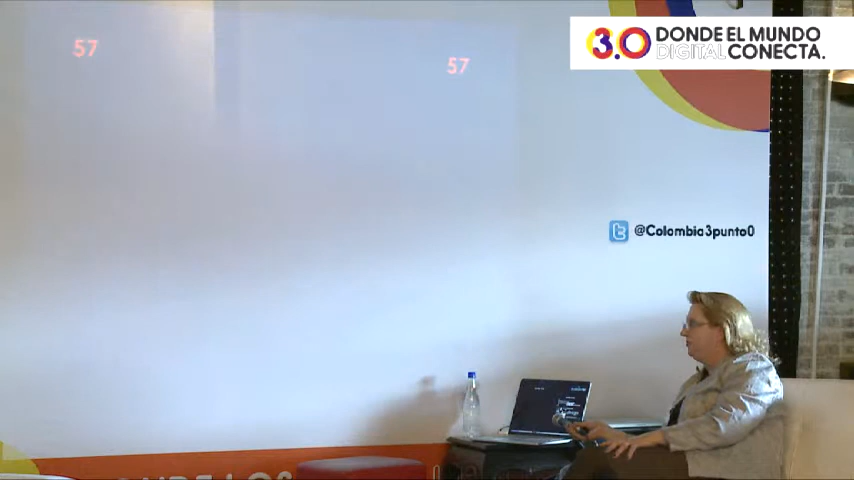 57
57
3.0 DONDE EL MUNDO
DIGITAL CONECTA.
@Colombia3punto0